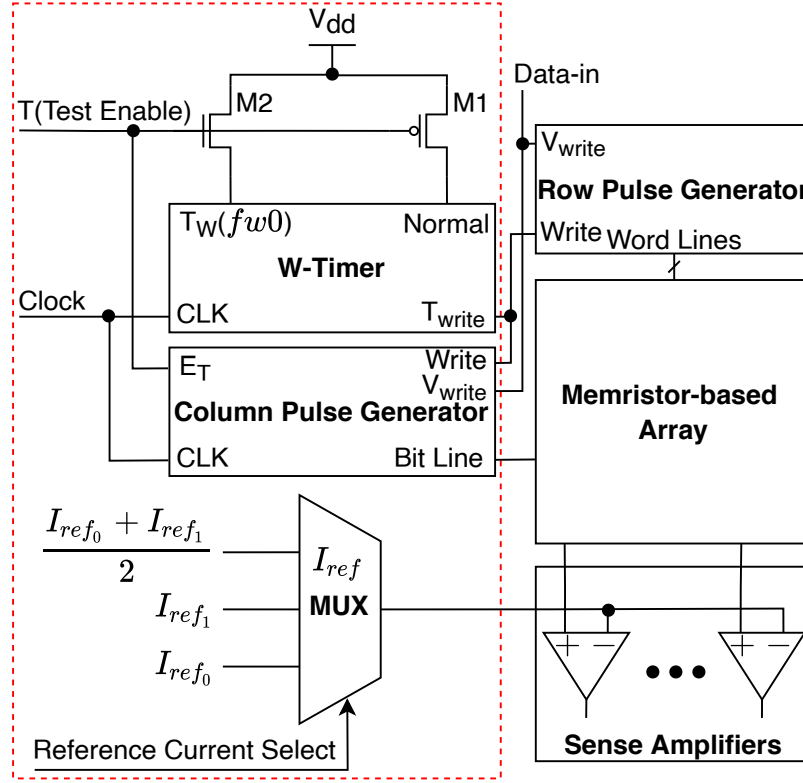 Vdd
Data-in
T(Test Enable)
M2
M1
Vwrite
Row Pulse Generator
Write
Word Lines
TW(fw0)
Normal
W-Timer
Clock
CLK
Twrite
ET
Write
Vwrite
Column Pulse Generator
CLK
Bit Line
Memristor-based
Array
Iref0 + Iref1
2
Iref
MUX
Iref1
Iref0
+ −
+ −
Reference Current Select
Sense Amplifiers